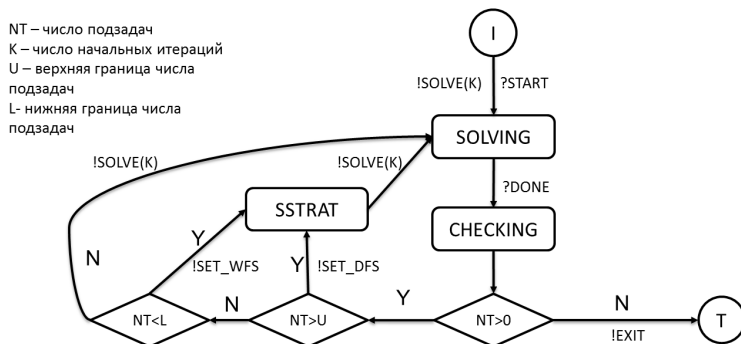 NT – число подзадач
K – число начальных итераций
U – верхняя граница числа
подзадач
L- нижняя граница числа
подзадач
I
!SOLVE(K) ?START
SOLVING
!SOLVE(K)
!SOLVE(K)
?DONE
SSTRAT
CHECKING
Y
N
!SET_WFS
Y
!SET_DFS
NT<L
N
NT>U
Y
NT>0
N
!EXIT
T